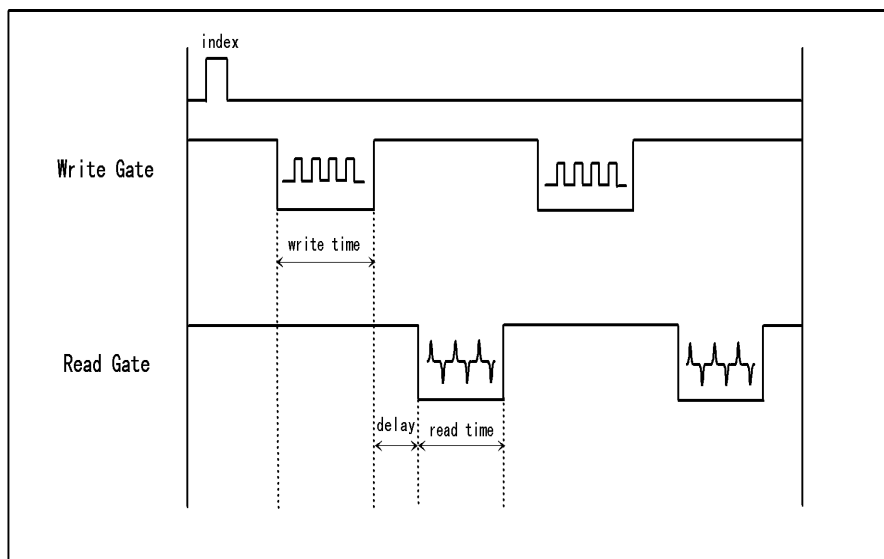 index
Write Gate
write time
Read Gate
delay
read time